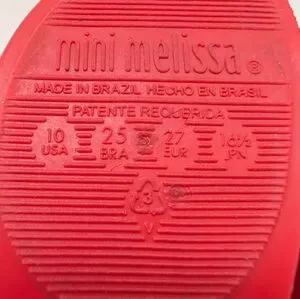 mini melissa®
MADE IN BRAZIL HECHO EN BRASIL
PATENTE REQUERIDA
10 25 27 16½
USA BRA EUR JPN
3
V